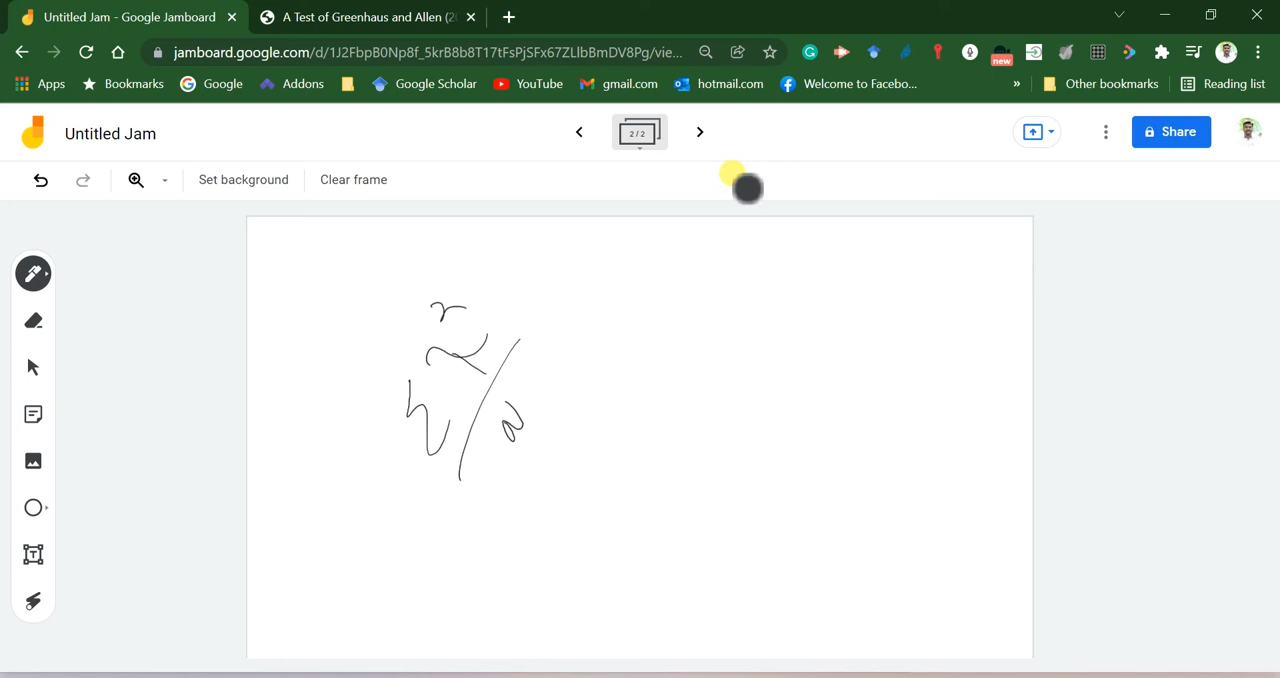 Untitled Jam - Google Jamboard
A Test of Greenhaus and Allen (2
jamboard.google.com/d/1J2FbpB0Np8f_5krB8b8T17tFsPjSFx67ZLlbBmDV8Pg/vie...
new
Apps Bookmarks Google Addons Google Scholar YouTube gmail.com hotmail.com Welcome to Facebo... » Other bookmarks Reading list
Untitled Jam
2 / 2
Share
Set background Clear frame
T